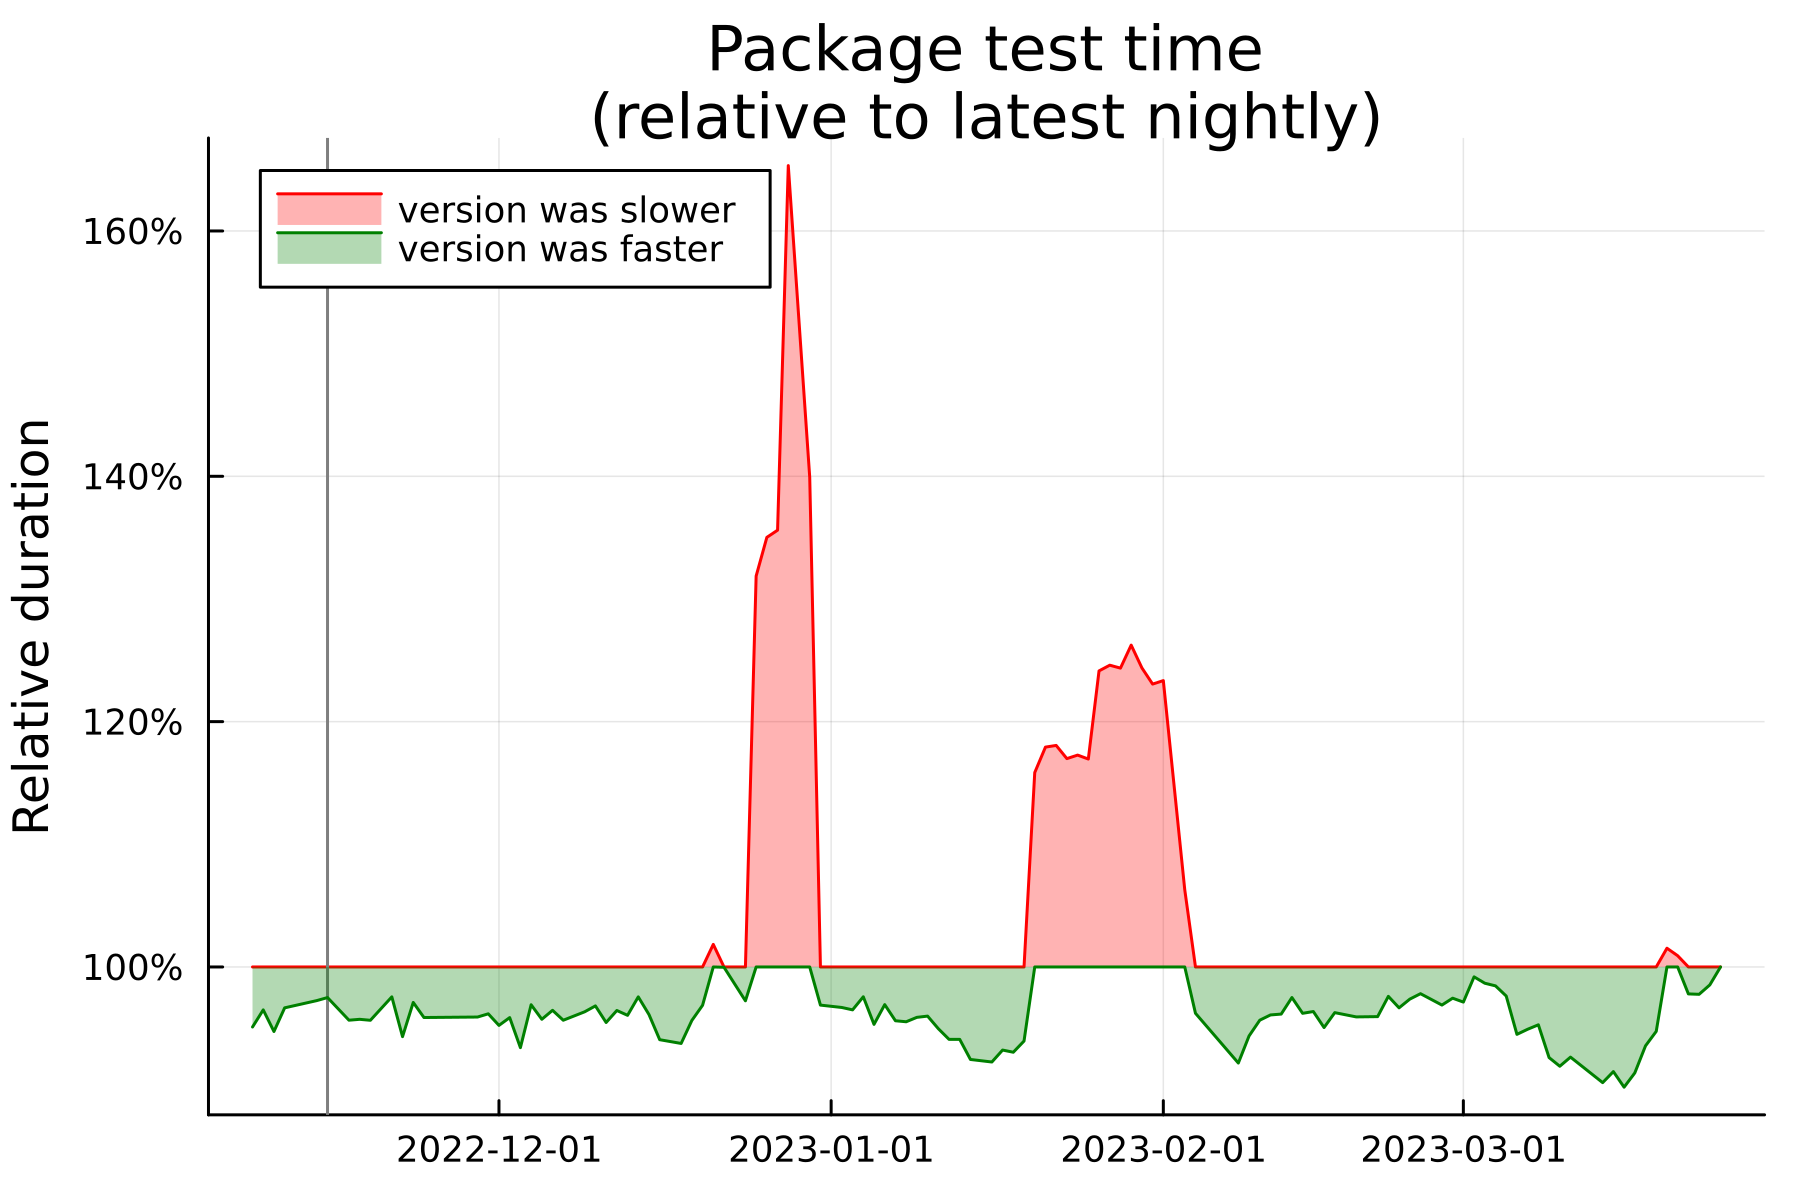 Package test time
(relative to latest nightly)
version was slower
version was faster
Relative duration
160%
140%
120%
100%
2022-12-01
2023-01-01
2023-02-01
2023-03-01